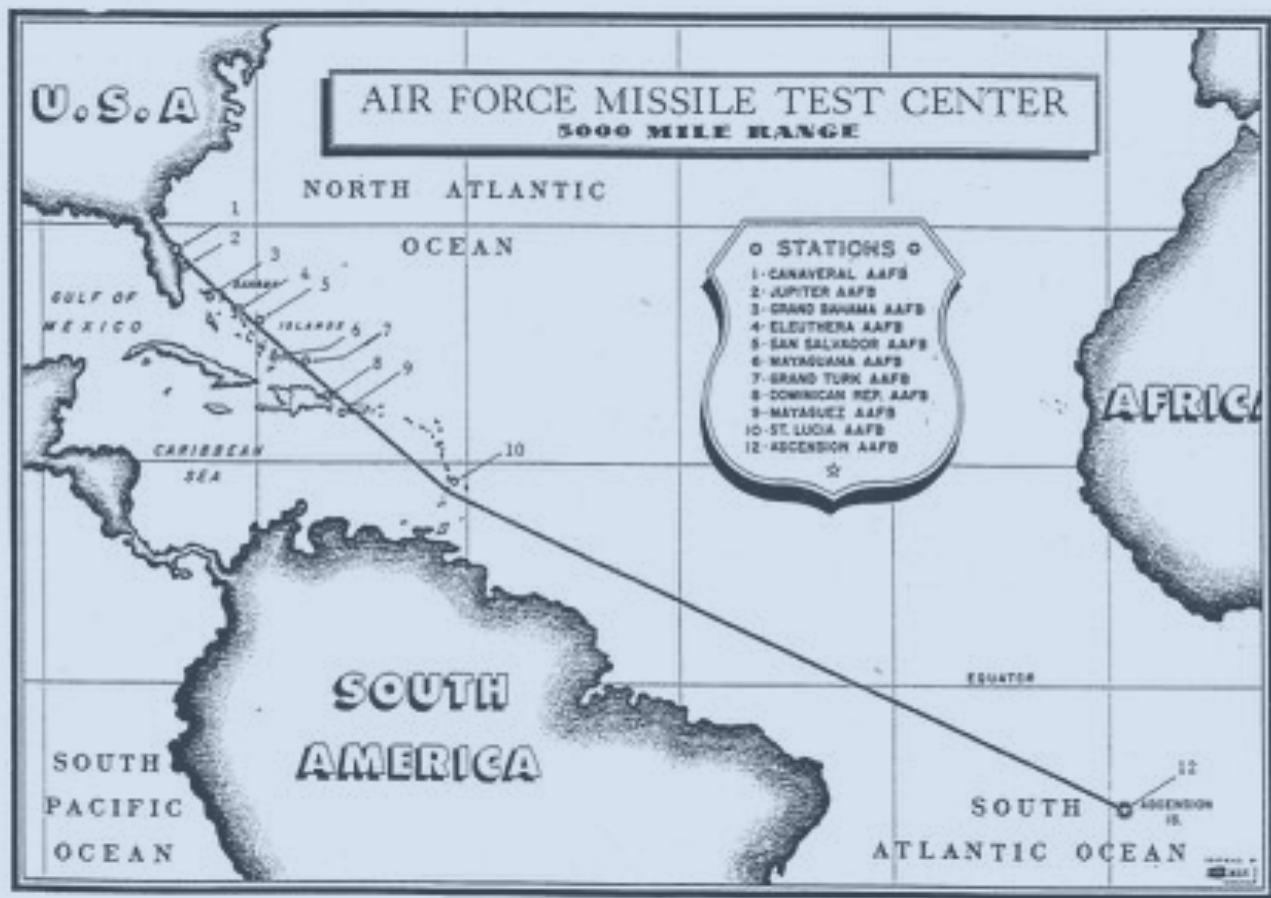 U.S.A
AIR FORCE MISSILE TEST CENTER
5000 MILE RANGE
NORTH ATLANTIC
OCEAN
1
2
3
4
5
6
7
8
9
10
12
BAHAMA
ISLANDS
GULF OF
MEXICO
CARIBBEAN
SEA
STATIONS
1-CANAVERAL AAFB
2-JUPITER AAFB
3-GRAND BAHAMA AAFB
4-ELEUTHERA AAFB
5-SAN SALVADOR AAFB
6-MAYAGUANA AAFB
7-GRAND TURK AAFB
8-DOMINICAN REP. AAFB
9-MAYAGUEZ AAFB
10-ST. LUCIA AAFB
12-ASCENSION AAFB
AFRICA
SOUTH
AMERICA
EQUATOR
SOUTH
PACIFIC
OCEAN
SOUTH
ATLANTIC OCEAN
ASCENSION
IS.